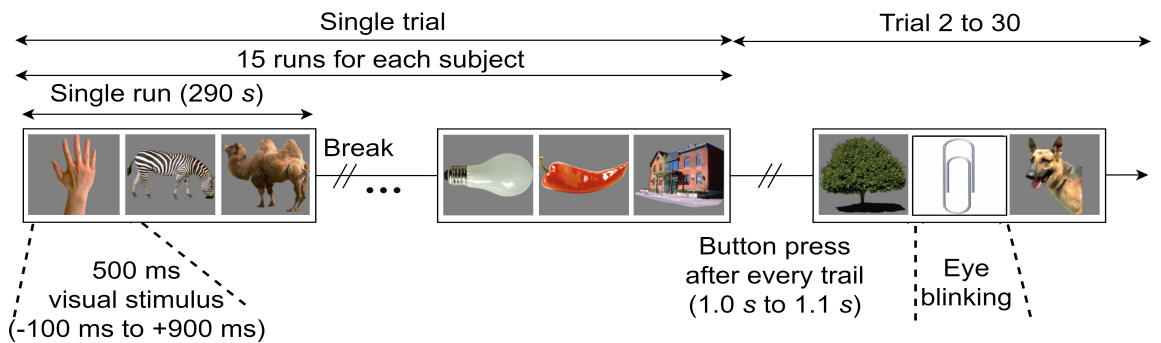 Single trial
Trial 2 to 30
15 runs for each subject
Single run (290 s)
Break
...
500 ms
visual stimulus
(-100 ms to +900 ms)
Button press
after every trail
(1.0 s to 1.1 s)
Eye
blinking